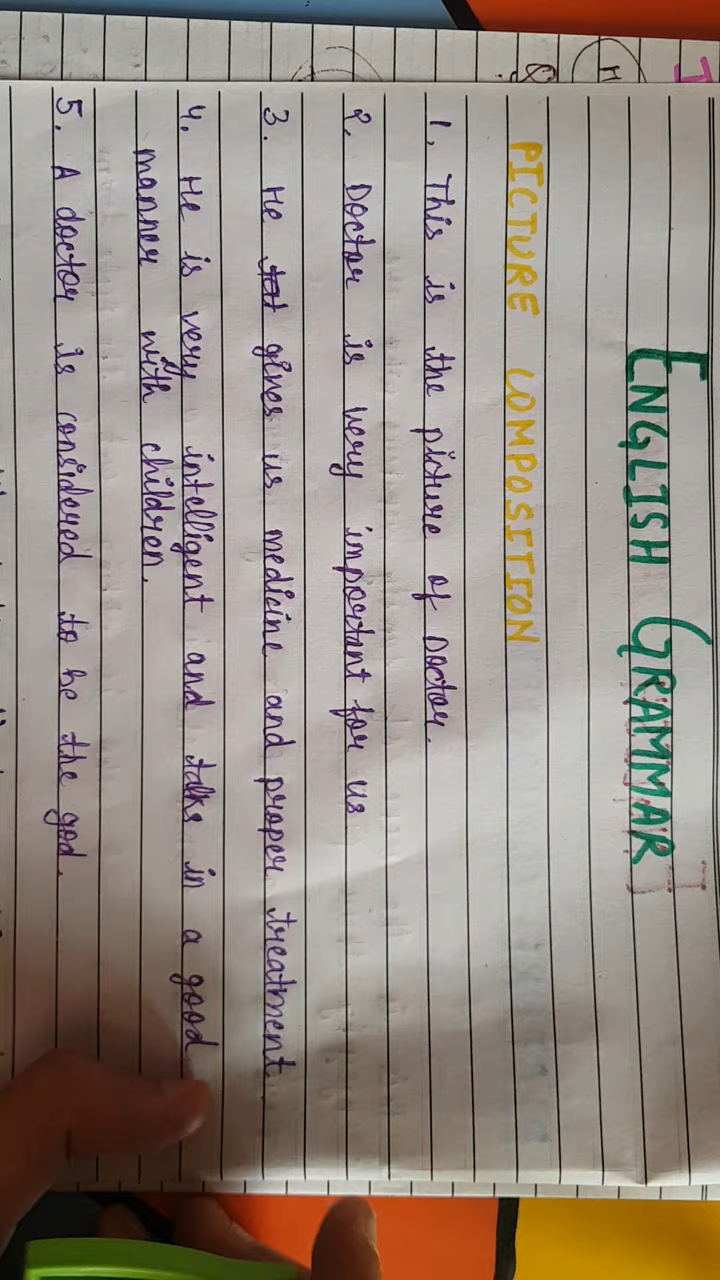 ENGLISH GRAMMAR
PICTURE COMPOSITION
1. This is the picture of Doctor.
2. Doctor is very important for us
3. He gives us medicine and proper treatment
4. He is very intelligent and talks in a good
manner with children.
5. A doctor is considered to be the god.